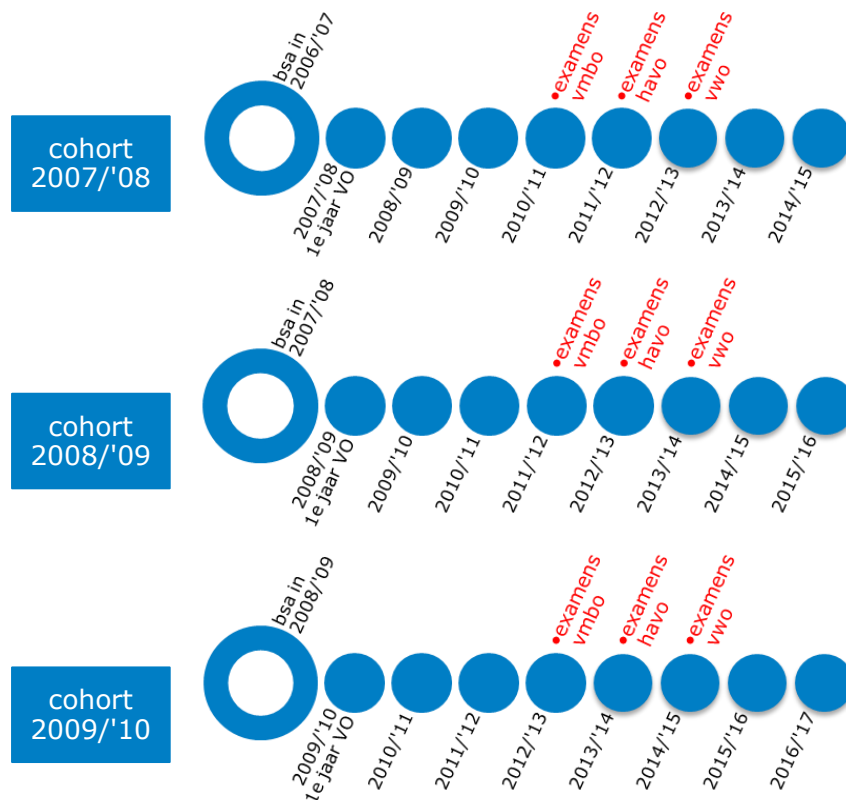 bsa in
2006/'07
examens
vmbo
examens
havo
examens
vwo
cohort
2007/'08
2007/'08
1e jaar VO
2008/'09
2009/'10
2010/'11
2011/'12
2012/'13
2013/'14
2014/'15
bsa in
2007/'08
examens
vmbo
examens
havo
examens
vwo
cohort
2008/'09
2008/'09
1e jaar VO
2009/'10
2010/'11
2011/'12
2012/'13
2013/'14
2014/'15
2015/'16
bsa in
2008/'09
examens
vmbo
examens
havo
examens
vwo
cohort
2009/'10
2009/'10
1e jaar VO
2010/'11
2011/'12
2012/'13
2013/'14
2014/'15
2015/'16
2016/'17